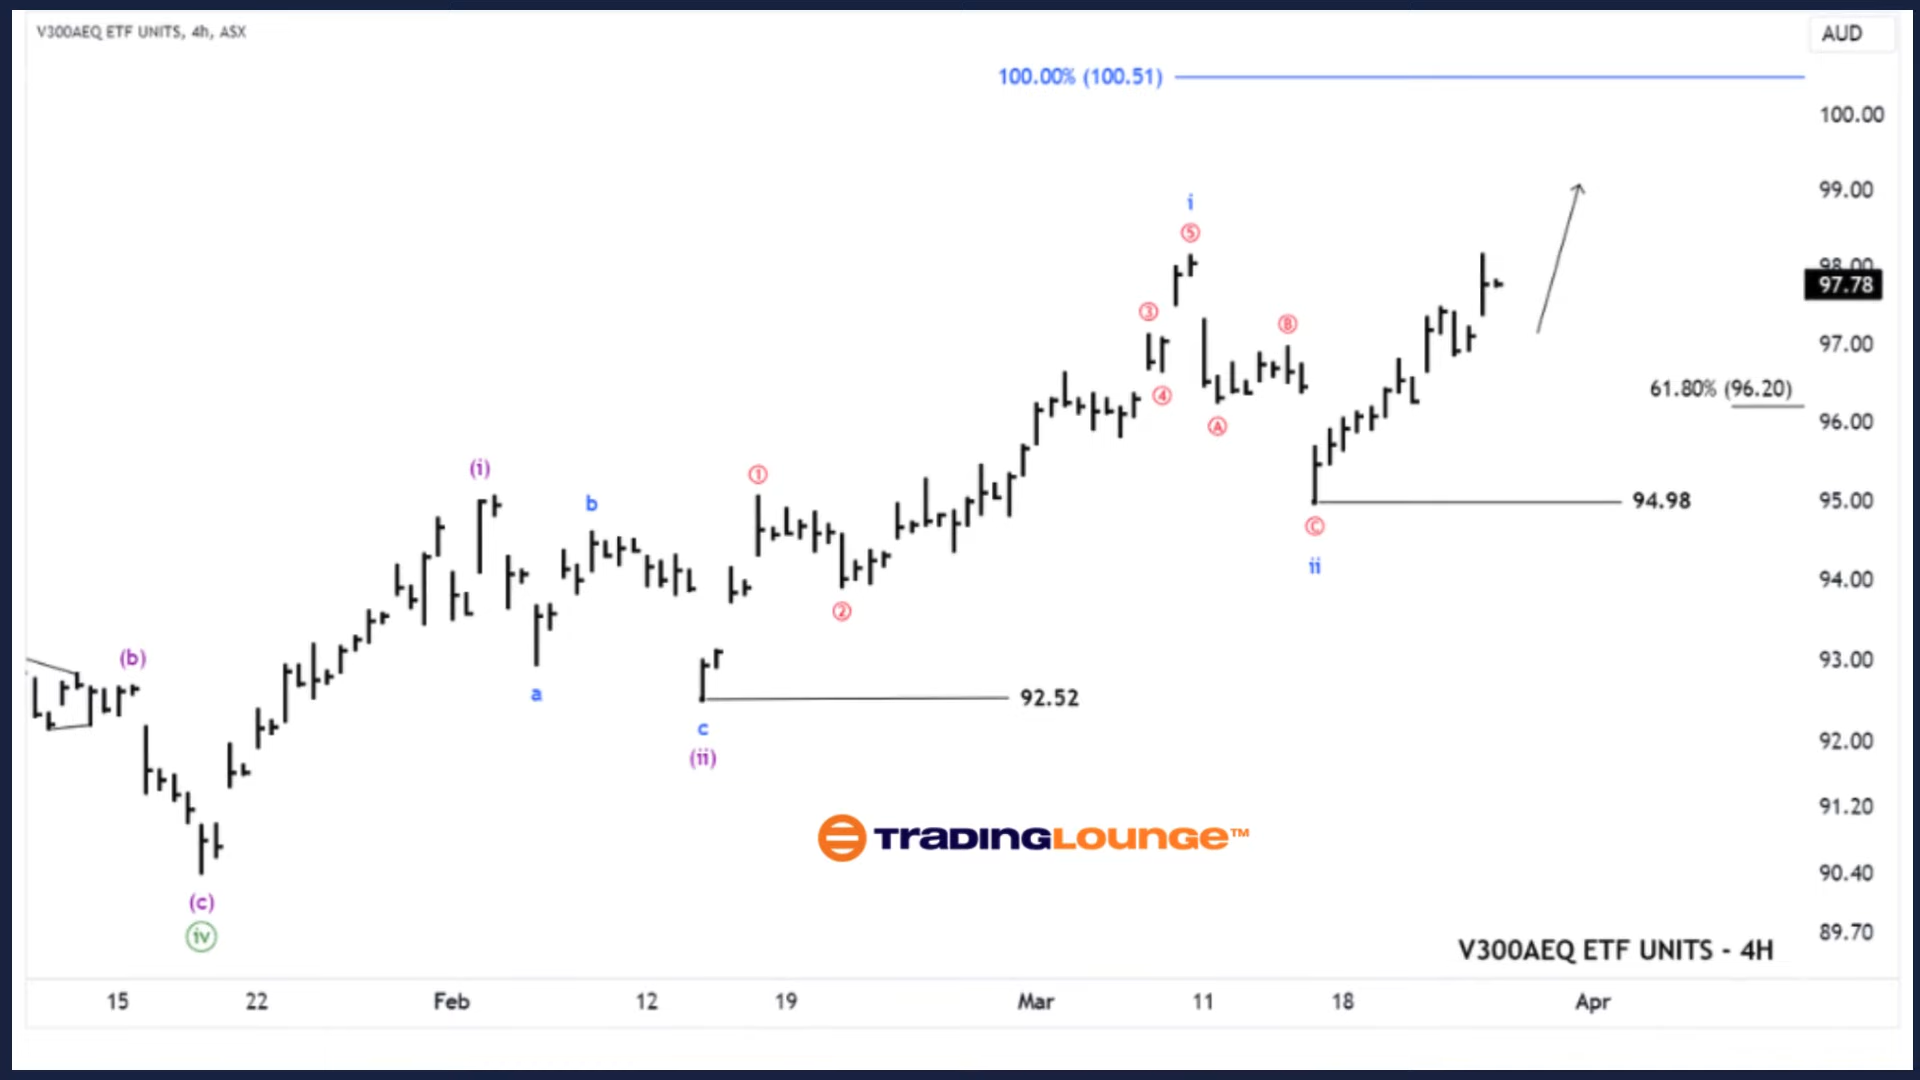 V300AEQ ETF UNITS, 4h, ASX
AUD
100.00% (100.51)
100.00
99.00
i
⑤
98.00
97.78
③
Ⓑ
97.00
④
61.80% (96.20)
96.00
Ⓐ
(i)
①
b
95.00
94.98
Ⓒ
ii
94.00
②
(b)
93.00
a
92.52
c
92.00
(ii)
91.20
TRADINGLOUNGE™
90.40
(c)
iv
89.70
V300AEQ ETF UNITS - 4H
15
22
Feb
12
19
Mar
11
18
Apr